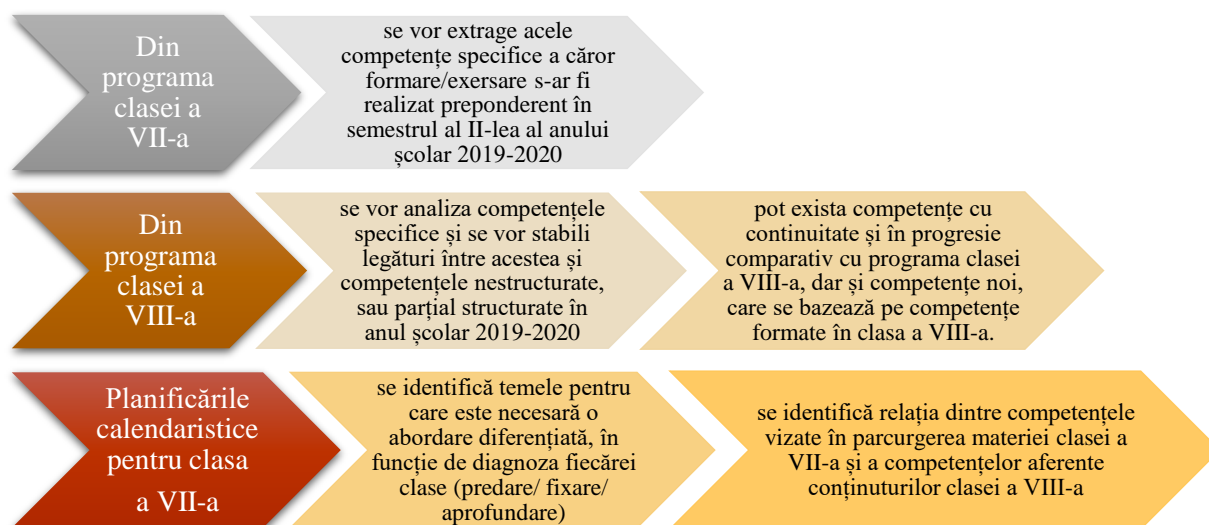 Din
programa
clasei a
VII-a
se vor extrage acele
competențe specifice a căror
formare/exersare s-ar fi
realizat preponderent în
semestrul al II-lea al anului
școlar 2019-2020
Din
programa
clasei a
VIII-a
se vor analiza competențele
specifice și se vor stabili
legături între acestea și
competențele nestructurate,
sau parțial structurate în
anul școlar 2019-2020
pot exista competențe cu
continuitate și în progresie
comparativ cu programa clasei
a VIII-a, dar și competențe noi,
care se bazează pe competențe
formate în clasa a VIII-a.
Planificările
calendaristice
pentru clasa
a VII-a
se identifică temele pentru
care este necesară o
abordare diferențiată, în
funcție de diagnoza fiecărei
clase (predare/ fixare/
aprofundare)
se identifică relația dintre competențele
vizate în parcurgerea materiei clasei a
VII-a și a competențelor aferente
conținuturilor clasei a VIII-a